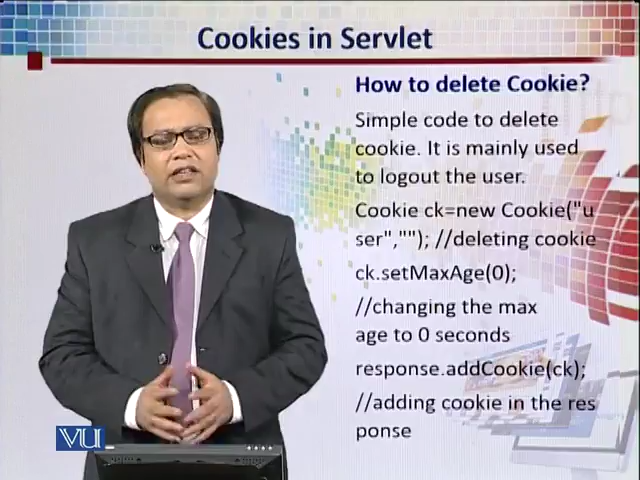 Cookies in Servlet
How to delete Cookie?
Simple code to delete
cookie. It is mainly used
to logout the user.
Cookie ck=new Cookie("u
ser",""); //deleting cookie
ck.setMaxAge(0);
//changing the max
age to 0 seconds
response.addCookie(ck);
//adding cookie in the res
ponse
VU